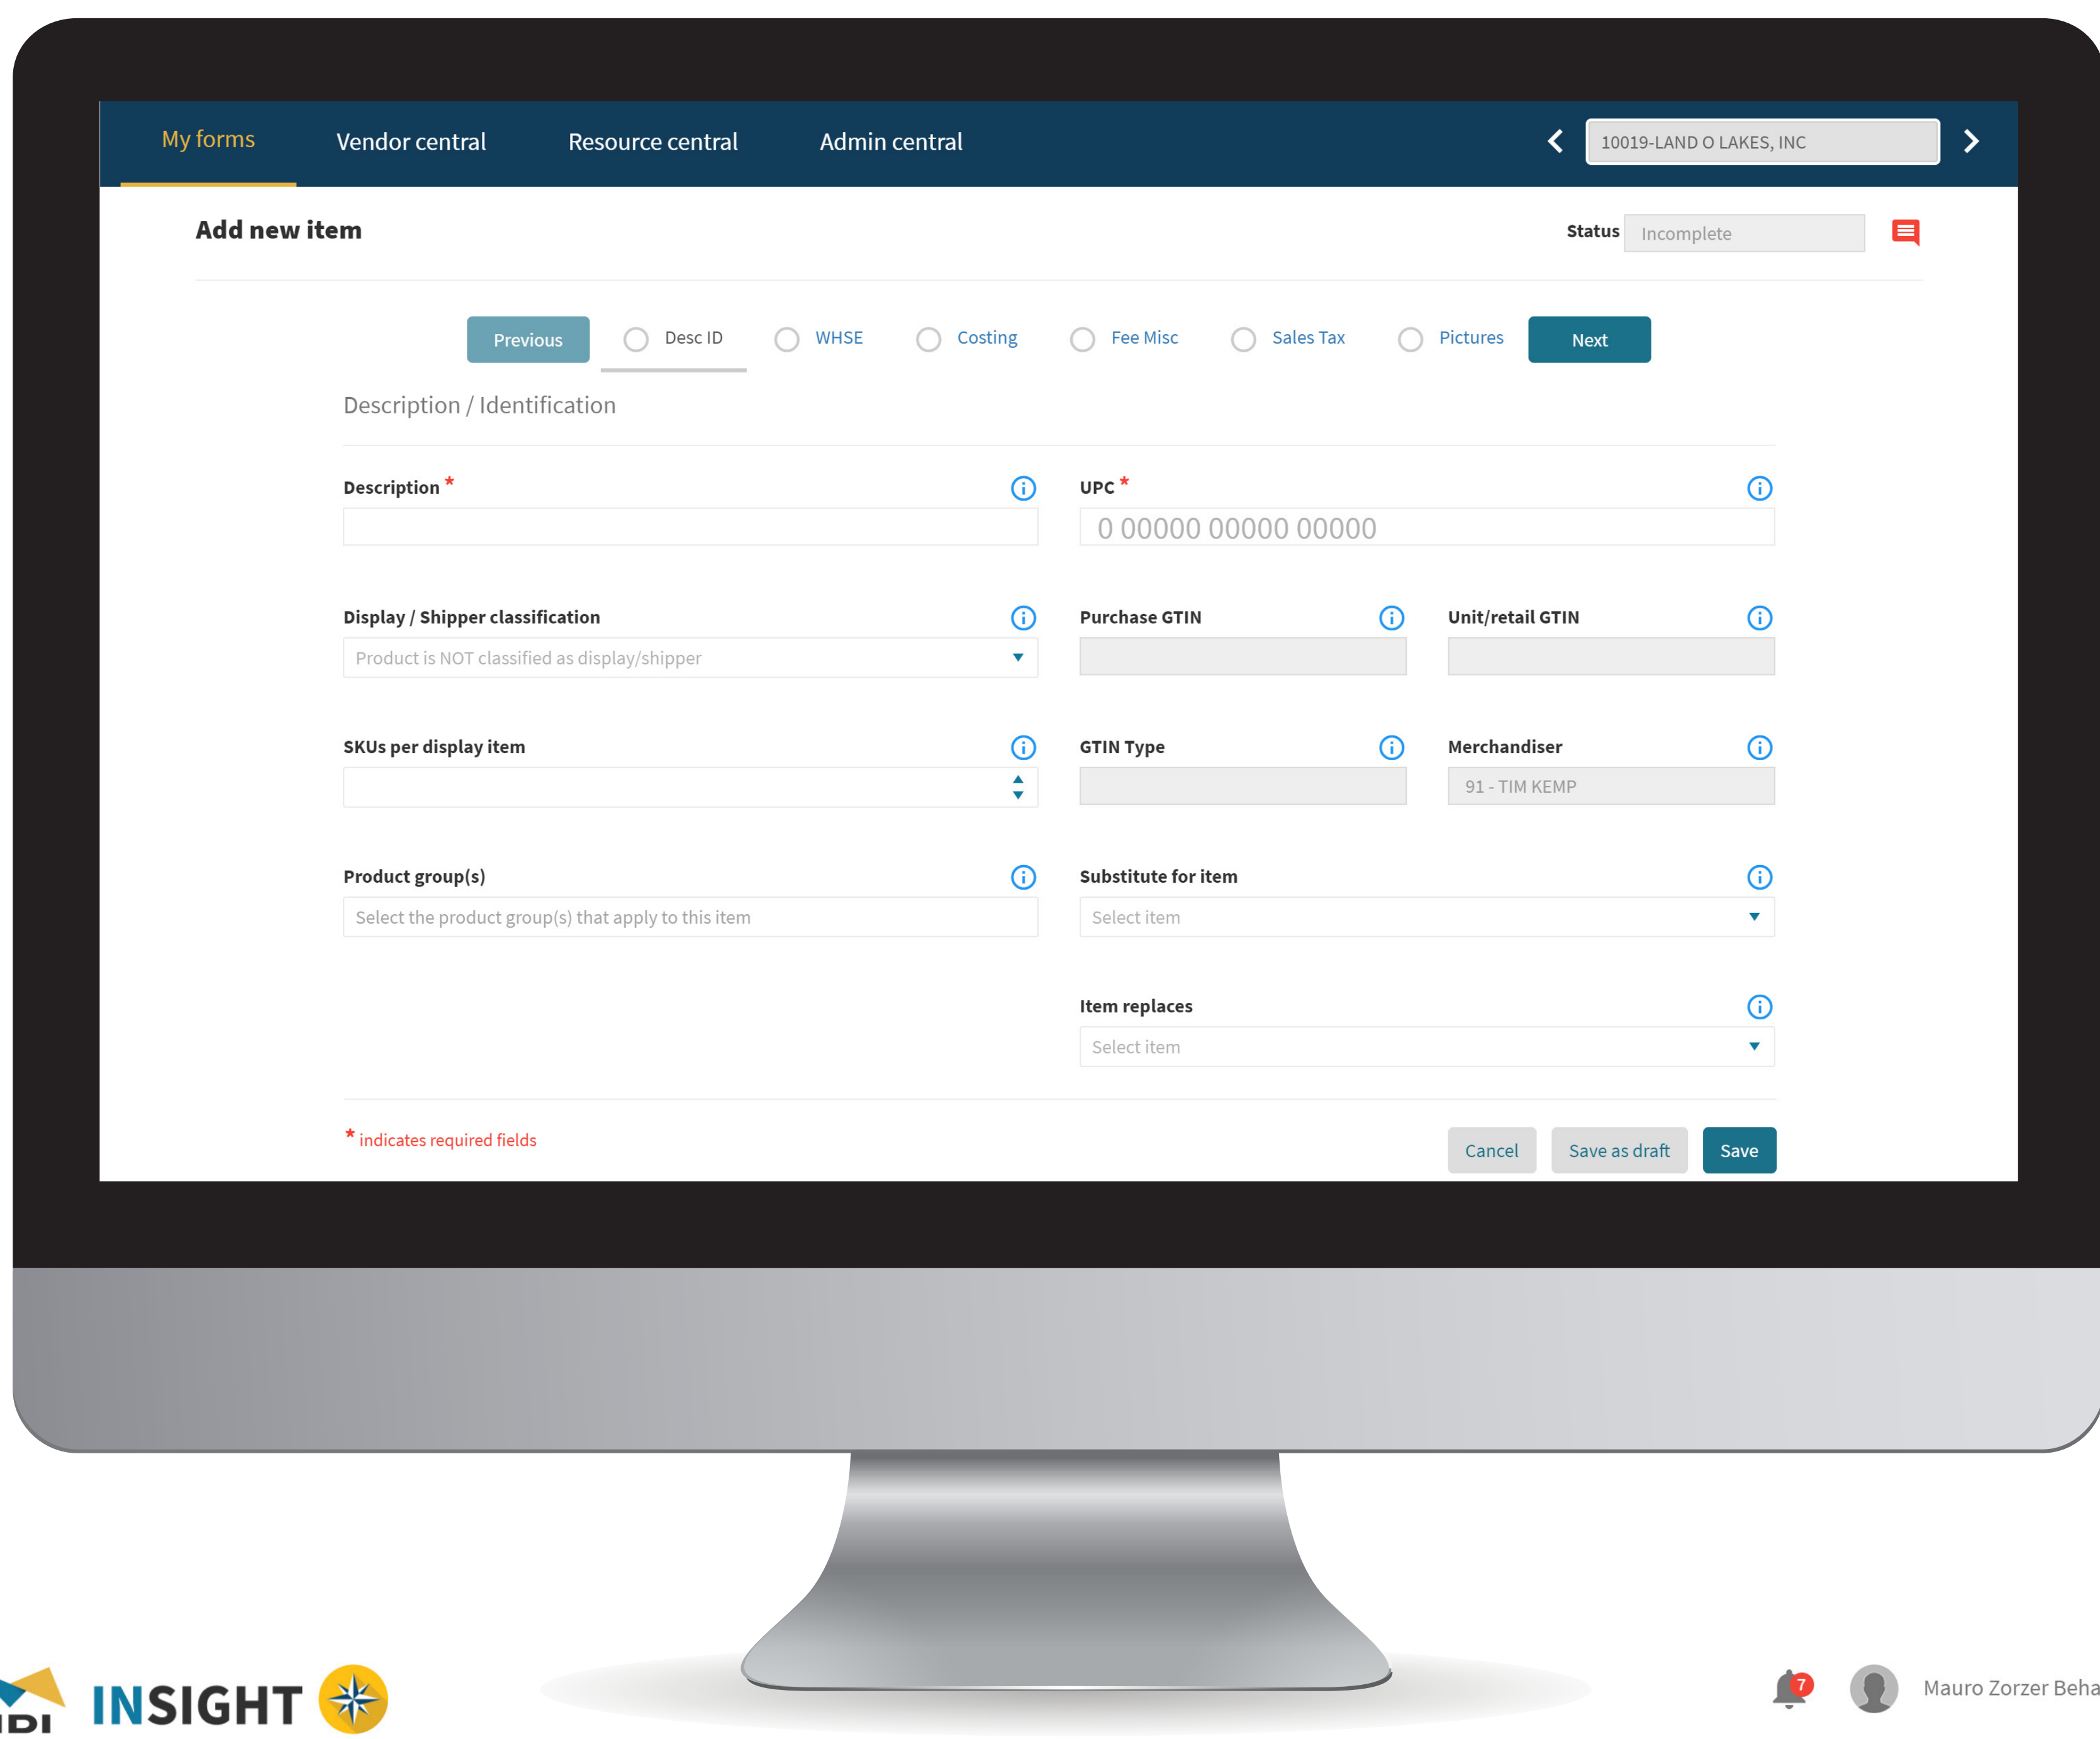 My forms Vendor central Resource central Admin central 10019-LAND O LAKES, INC
Add new item Status Incomplete
Previous Desc ID WHSE Costing Fee Misc Sales Tax Pictures Next
Description / Identification
Description * UPC *
0 00000 00000 00000
Display / Shipper classification Purchase GTIN Unit/retail GTIN
Product is NOT classified as display/shipper
SKUs per display item GTIN Type Merchandiser
91 - TIM KEMP
Product group(s) Substitute for item
Select the product group(s) that apply to this item Select item
Item replaces
Select item
* indicates required fields
Cancel Save as draft Save
INSIGHT 7 Mauro Zorzer Beha